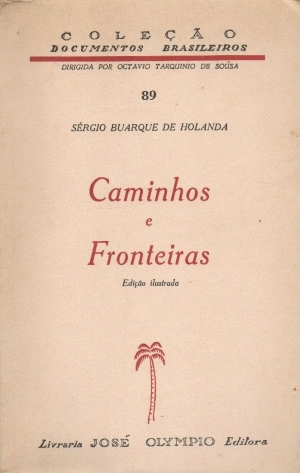 COLEÇÃO
DOCUMENTOS BRASILEIROS
DIRIGIDA POR OCTAVIO TARQUINIO DE SOUSA
89
SÉRGIO BUARQUE DE HOLANDA
Caminhos
e
Fronteiras
Edição ilustrada
Livraria JOSÉ OLYMPIO Editora